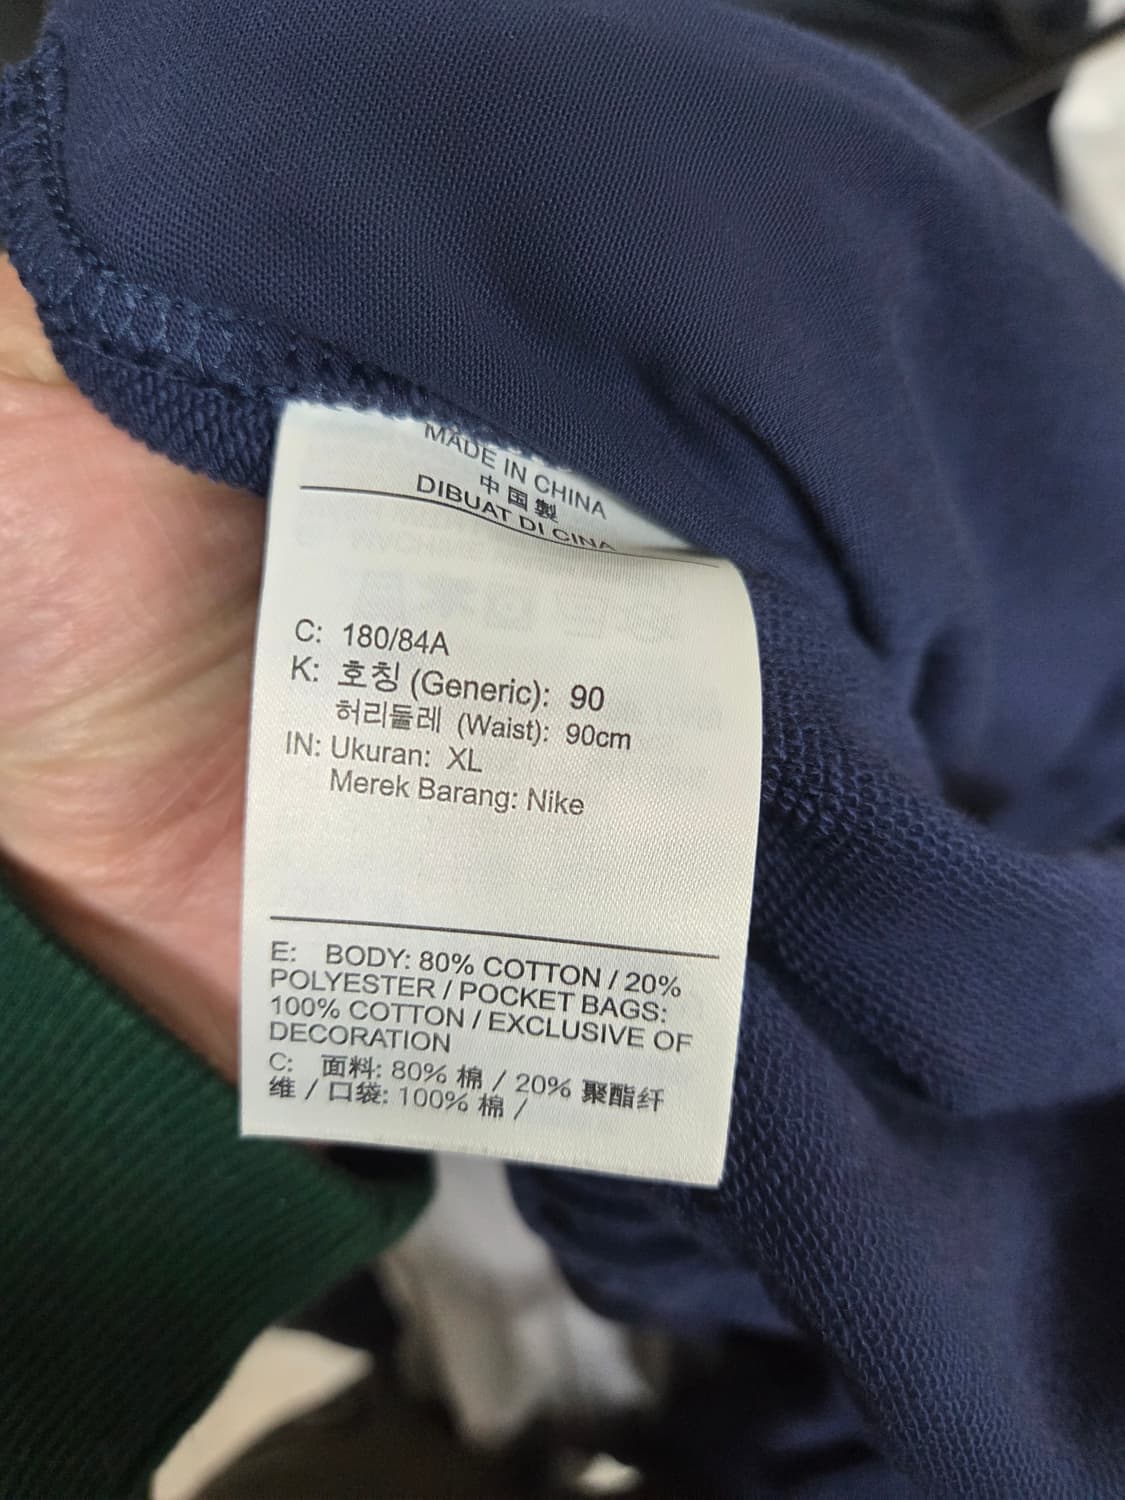 MADE IN CHINA
中国製
DIBUAT DI CINA
C: 180/84A
K: 호칭 (Generic): 90
허리둘레 (Waist): 90cm
IN: Ukuran: XL
Merek Barang: Nike
E: BODY: 80% COTTON / 20%
POLYESTER / POCKET BAGS:
100% COTTON / EXCLUSIVE OF
DECORATION
C: 面料: 80% 棉 / 20% 聚酯纤
维 / 口袋: 100% 棉 /